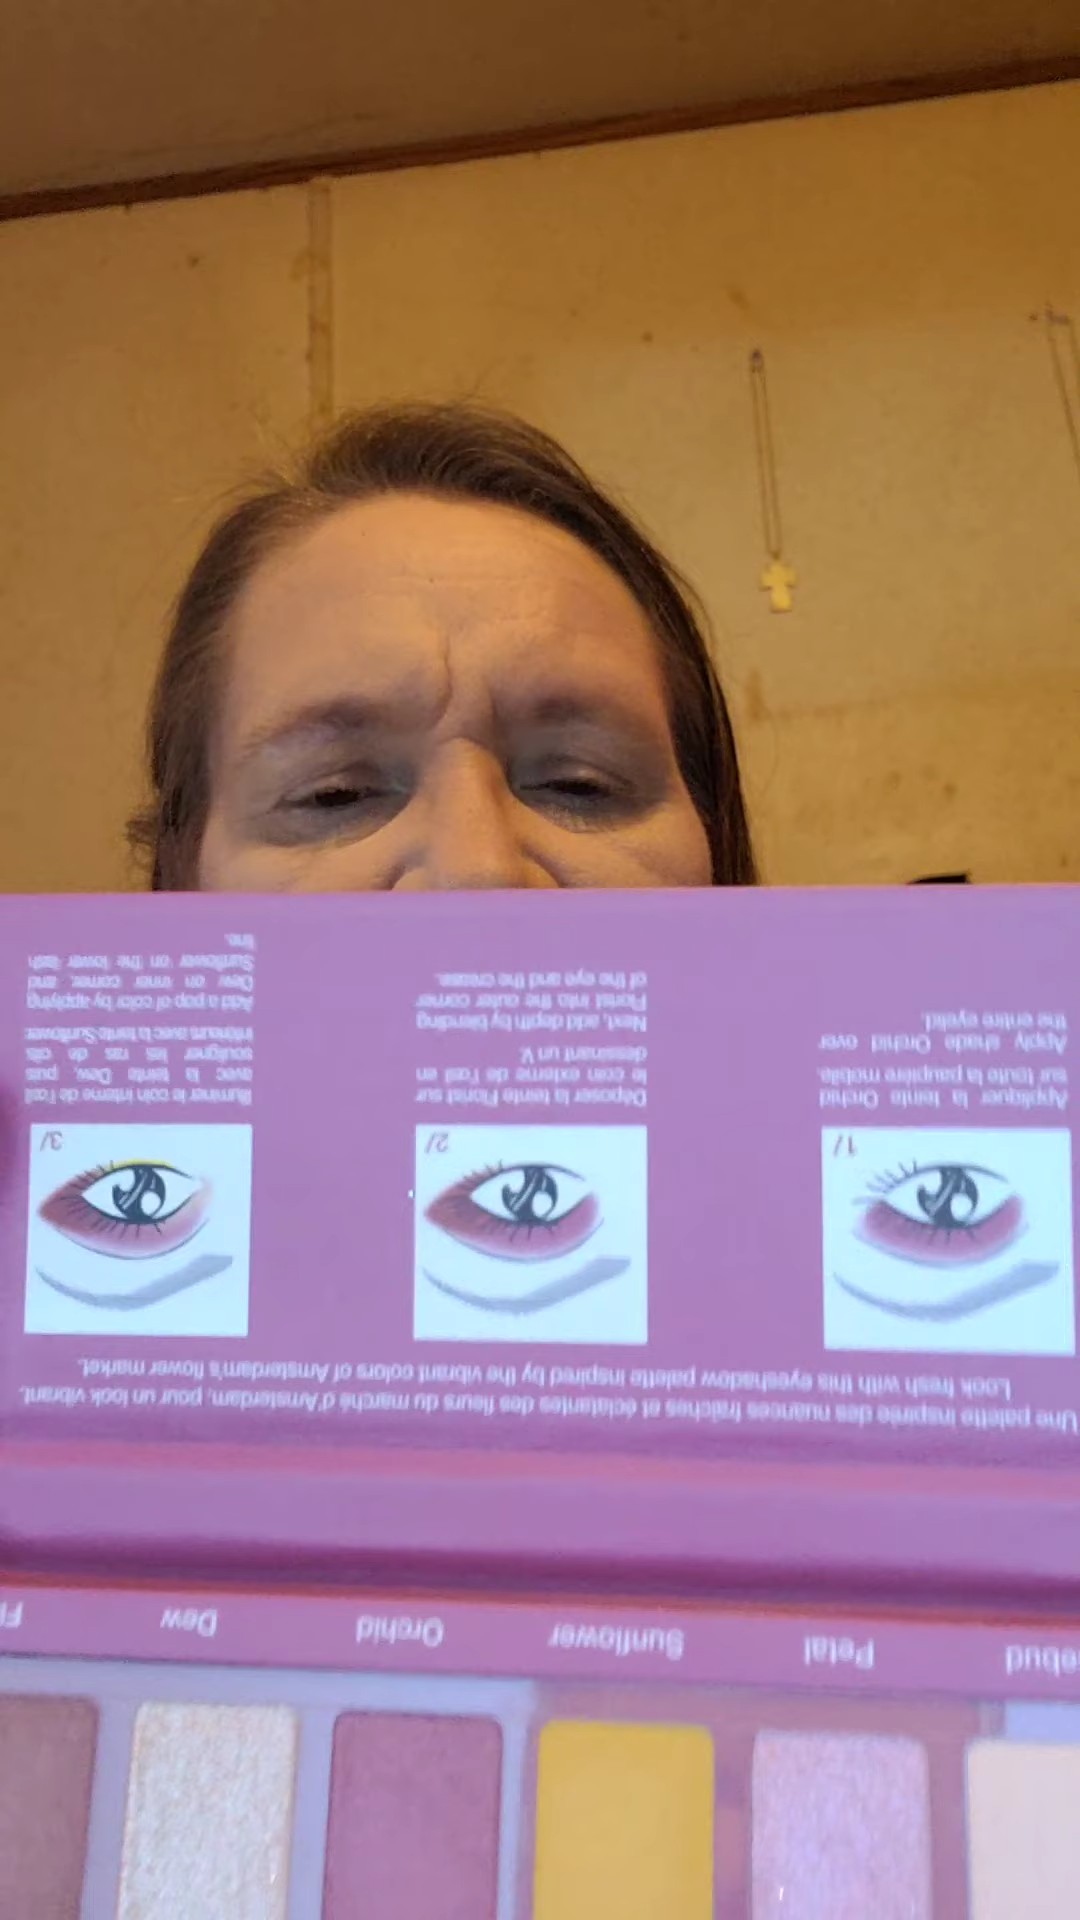 Une palette inspirée des nuances fraîches et éclatantes des fleurs du marché d'Amsterdam, pour un look vibrant.
Look fresh with this eyeshadow palette inspired by the vibrant colors of Amsterdam's flower market.
1/
Appliquer la teinte Orchid
sur toute la paupière mobile.
Apply shade Orchid over
the entire eyelid.
2/
Déposer la teinte Florist sur
le coin externe de l'œil en
dessinant un V.
Next, add depth by blending
Florist into the outer corner
of the eye and the crease.
3/
Illuminer le coin interne de l'œil
avec la teinte Dew, puis
souligner les ras de cils
inférieurs avec la teinte Sunflower.
Add a pop of color by applying
Dew on inner corner, and
Sunflower on the lower lash
line.
ebud
Petal
Sunflower
Orchid
Dew
Fl